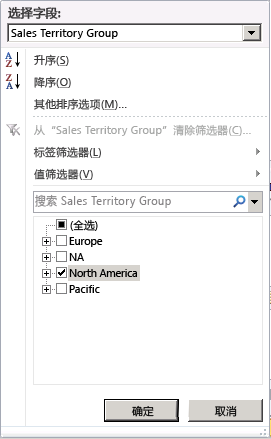 选择字段:
Sales Territory Group
升序(S)
降序(O)
其他排序选项(M)...
从“Sales Territory Group”清除筛选器(C)...
标签筛选器(L)
值筛选器(V)
搜索 Sales Territory Group
(全选)
Europe
NA
North America
Pacific
确定 取消